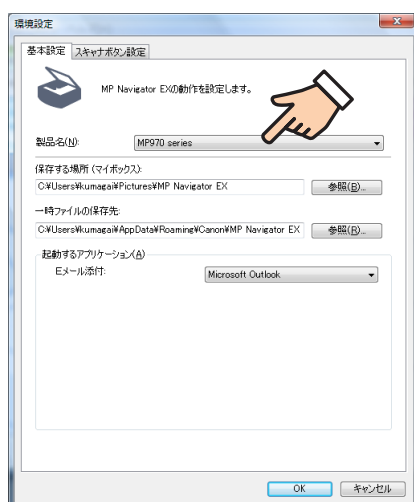 環境設定
基本設定 スキャナボタン設定
MP Navigator EXの動作を設定します。
製品名(N): MP970 series
保存する場所 (マイボックス):
C:¥Users¥kumagai¥Pictures¥MP Navigator EX 参照(B)...
一時ファイルの保存先:
C:¥Users¥kumagai¥AppData¥Roaming¥Canon¥MP Navigator EX 参照(R)...
起動するアプリケーション(A)
Eメール添付: Microsoft Outlook
OK キャンセル